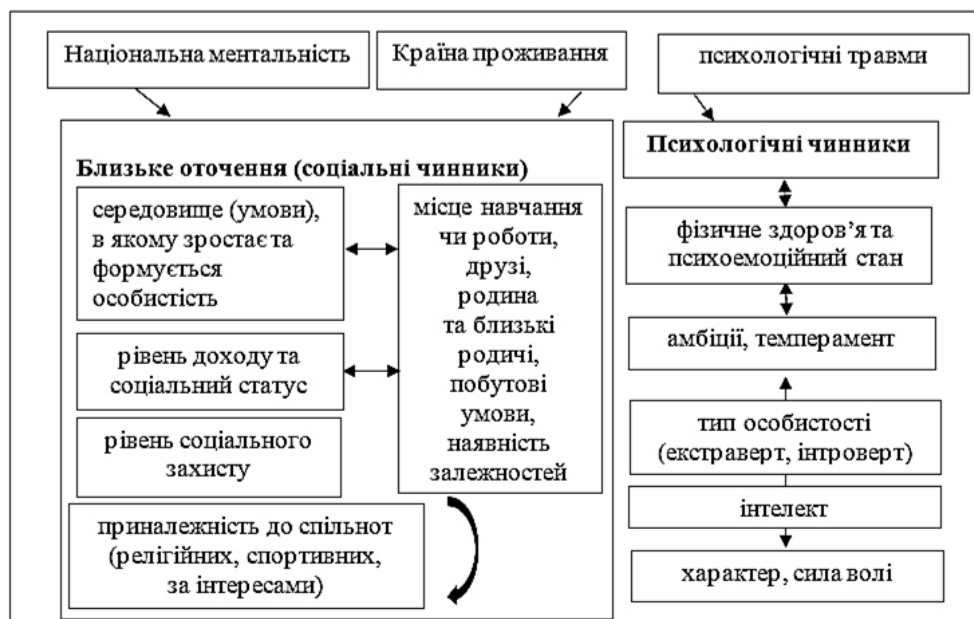 Національна ментальність
Країна проживання
психологічні травми
Близьке оточення (соціальні чинники)
середовище (умови),
в якому зростає та
формується
особистість
рівень доходу та
соціальний статус
рівень соціального
захисту
приналежність до спільнот
(релігійних, спортивних,
за інтересами)
місце навчання
чи роботи,
друзі,
родина
та близькі
родичі,
побутові
умови,
наявність
залежностей
Психологічні чинники
фізичне здоров’я та
психоемоційний стан
амбіції, темперамент
тип особистості
(екстраверт, інтроверт)
інтелект
характер, сила волі